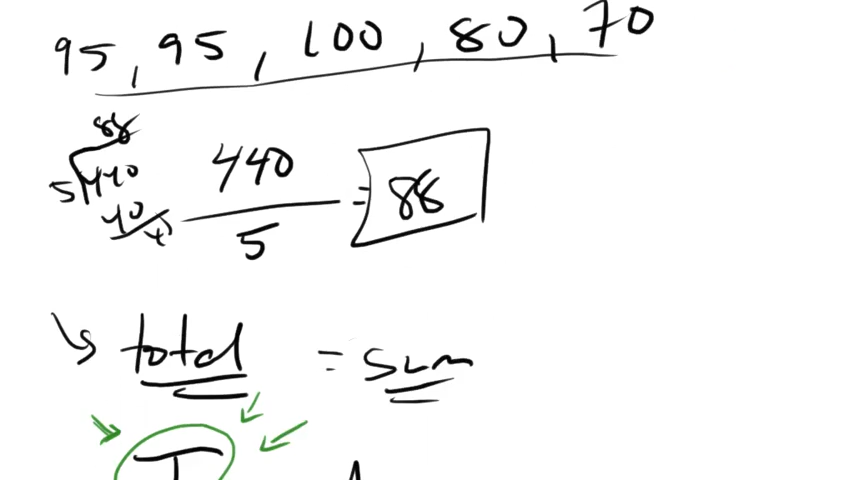 95, 95, 100, 80, 70
88
5 440
40
440
5
= 88
total = sum
T